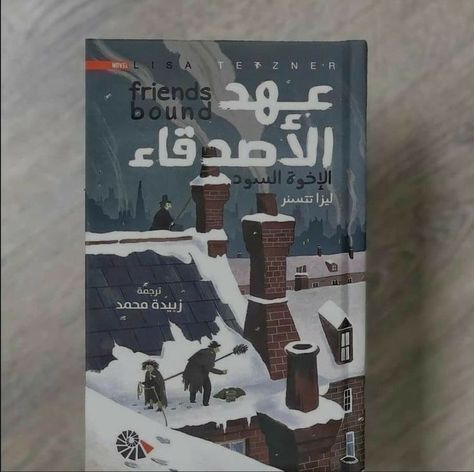 NOVEL LISA TETZNER
friends عهد
bound
الأصدقاء
الإخوة السود
ليزا تتسنر
ترجمة
زبيدة محمد